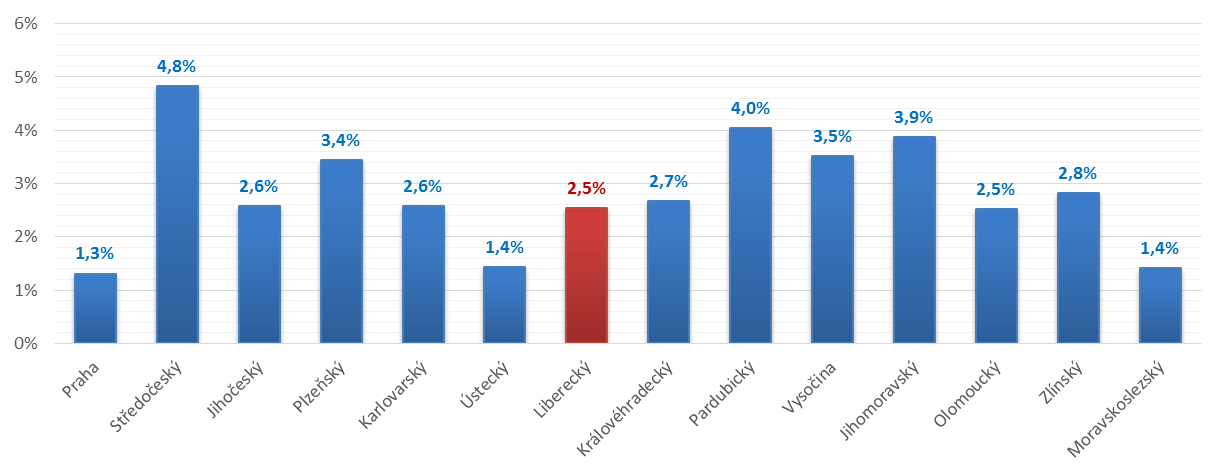 6%
5%
4%
3%
2%
1%
0%
1,3%
4,8%
2,6%
3,4%
2,6%
1,4%
2,5%
2,7%
4,0%
3,5%
3,9%
2,5%
2,8%
1,4%
Praha
Středočeský
Jihočeský
Plzeňský
Karlovarský
Ústecký
Liberecký
Královéhradecký
Pardubický
Vysočina
Jihomoravský
Olomoucký
Zlínský
Moravskoslezský